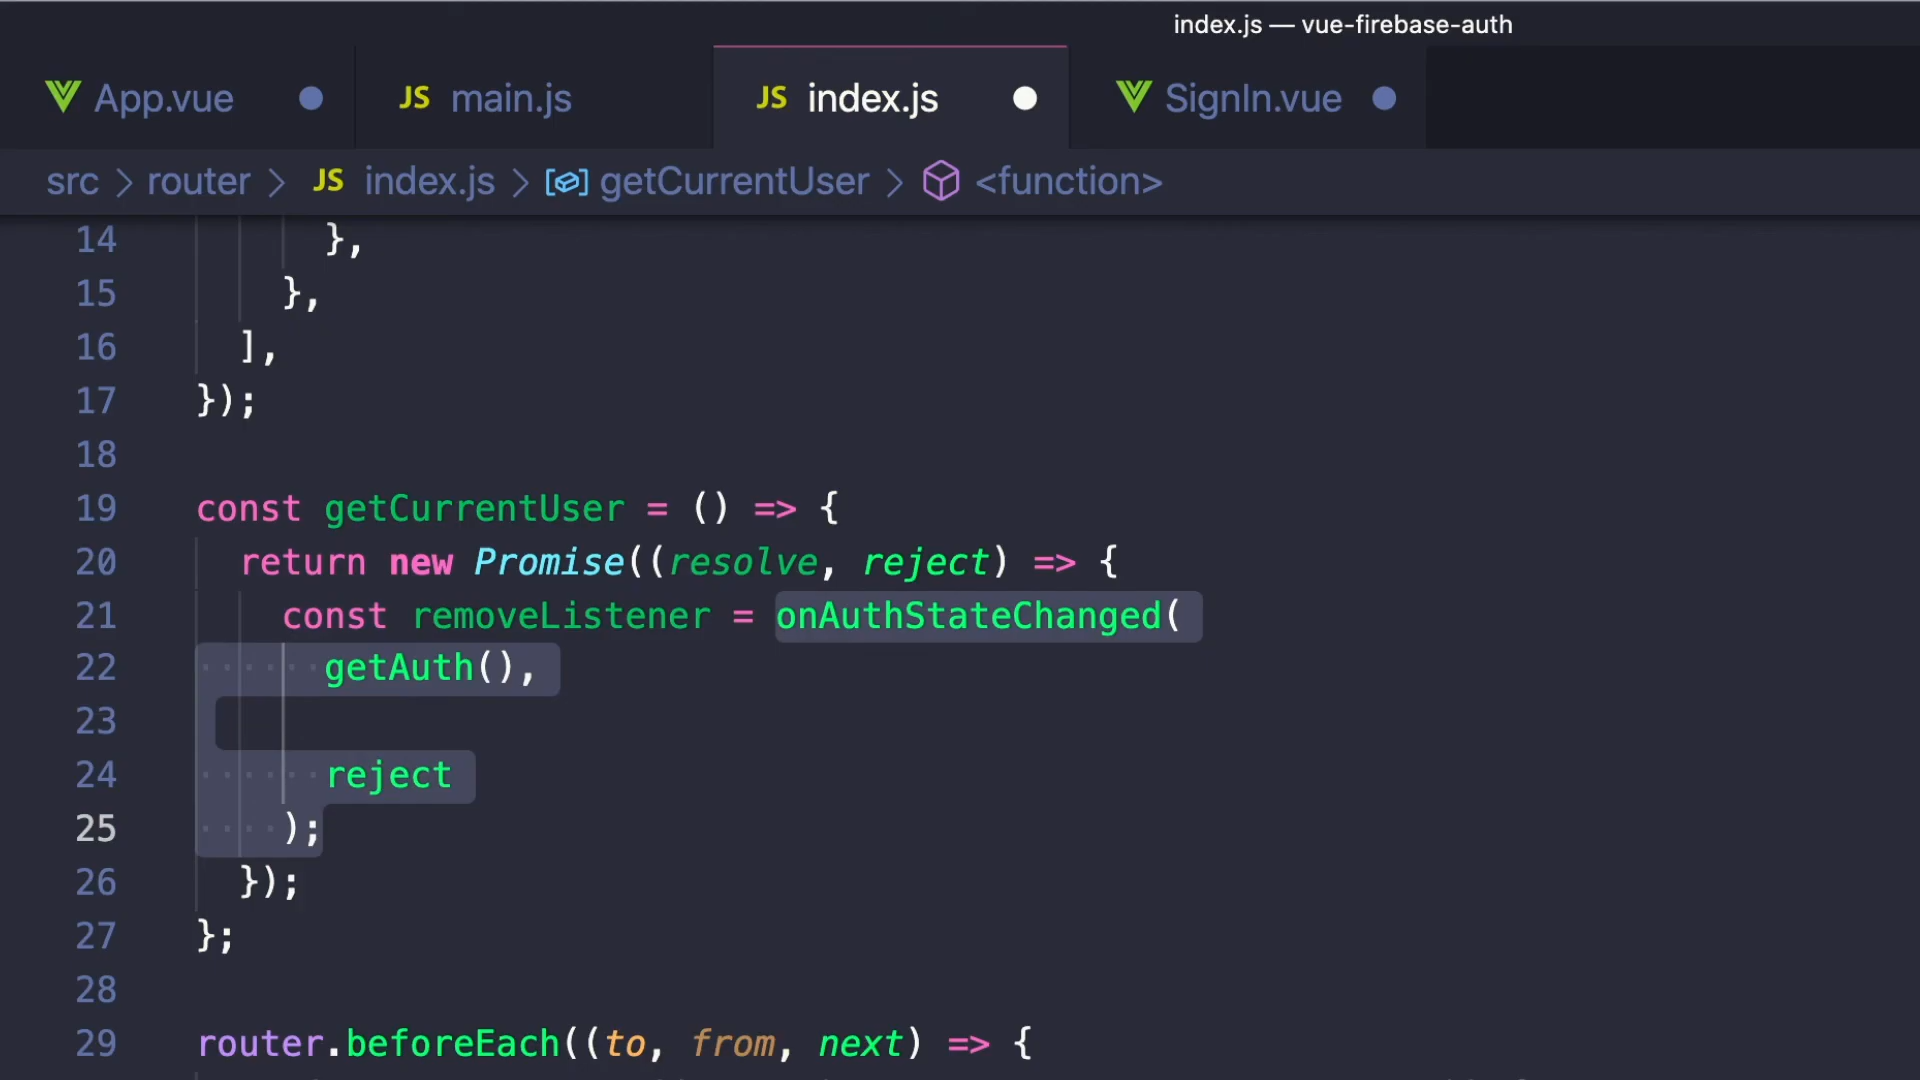 index.js — vue-firebase-auth
App.vue
JS main.js
JS index.js
SignIn.vue
src > router > JS index.js > getCurrentUser > <function>
14 },
15 },
16 ],
17 });
18
19 const getCurrentUser = () => {
20 return new Promise((resolve, reject) => {
21 const removeListener = onAuthStateChanged(
22 getAuth(),
23
24 reject
25 );
26 });
27 };
28
29 router.beforeEach((to, from, next) => {